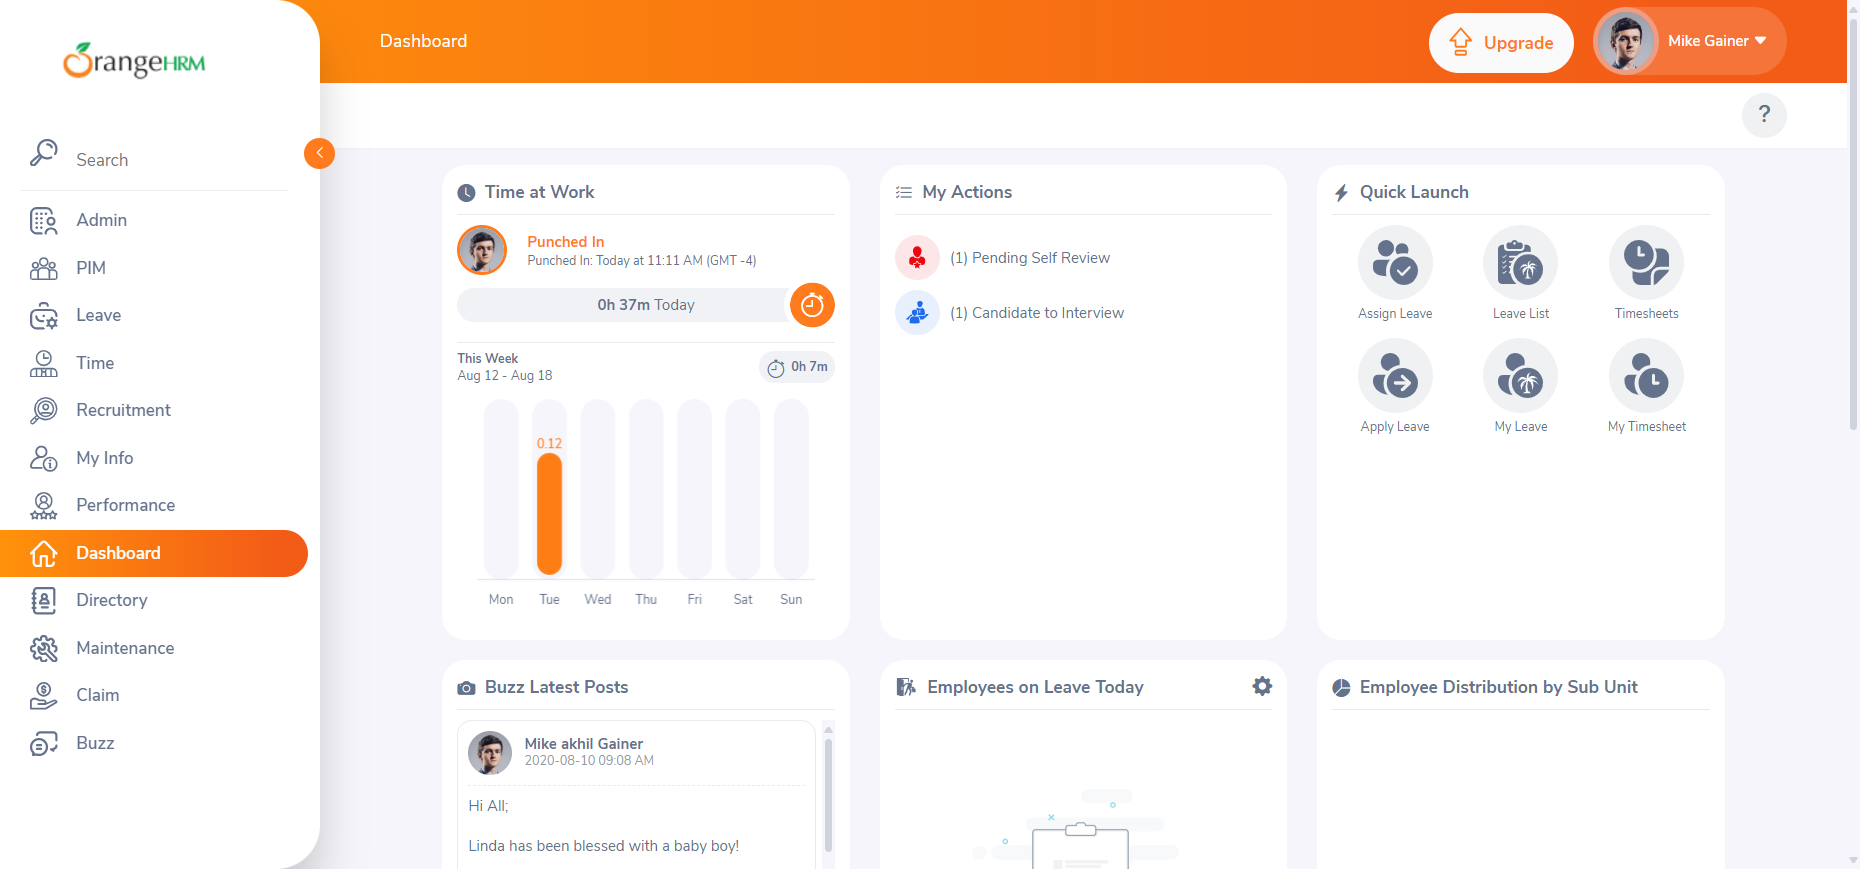 OrangeHRM
Search
Admin
PIM
Leave
Time
Recruitment
My Info
Performance
Dashboard
Directory
Maintenance
Claim
Buzz
Dashboard
Upgrade
Mike Gainer
?
Time at Work
Punched In
Punched In: Today at 11:11 AM (GMT -4)
0h 37m Today
This Week
Aug 12 - Aug 18
0h 7m
0.12
Mon Tue Wed Thu Fri Sat Sun
My Actions
(1) Pending Self Review
(1) Candidate to Interview
Quick Launch
Assign Leave Leave List Timesheets
Apply Leave My Leave My Timesheet
Buzz Latest Posts
Mike akhil Gainer
2020-08-10 09:08 AM
Hi All;
Linda has been blessed with a baby boy!
Employees on Leave Today
Employee Distribution by Sub Unit